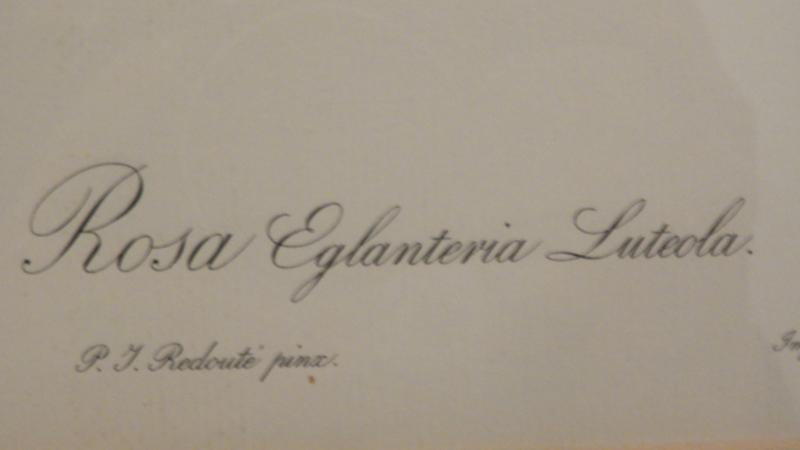 Rosa Eglanteria Luteola.
P. J. Redouté pinx.